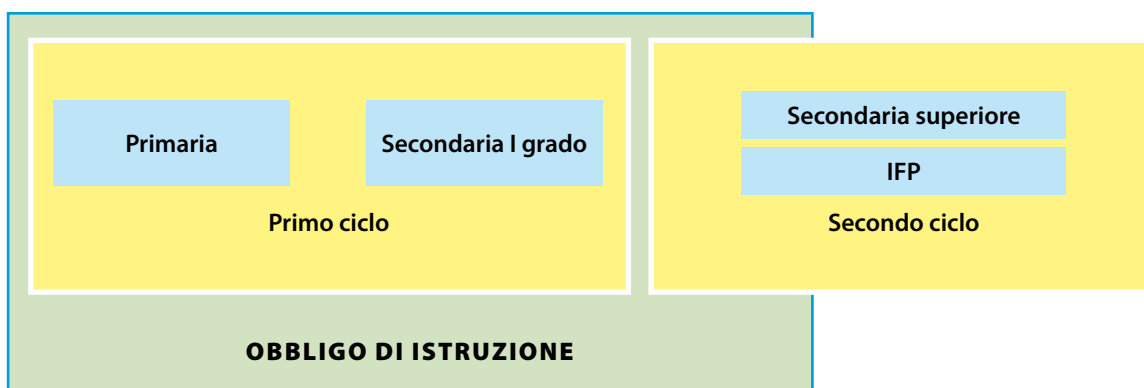 Primaria
Secondaria I grado
Primo ciclo
Secondaria superiore
IFP
Secondo ciclo
OBBLIGO DI ISTRUZIONE